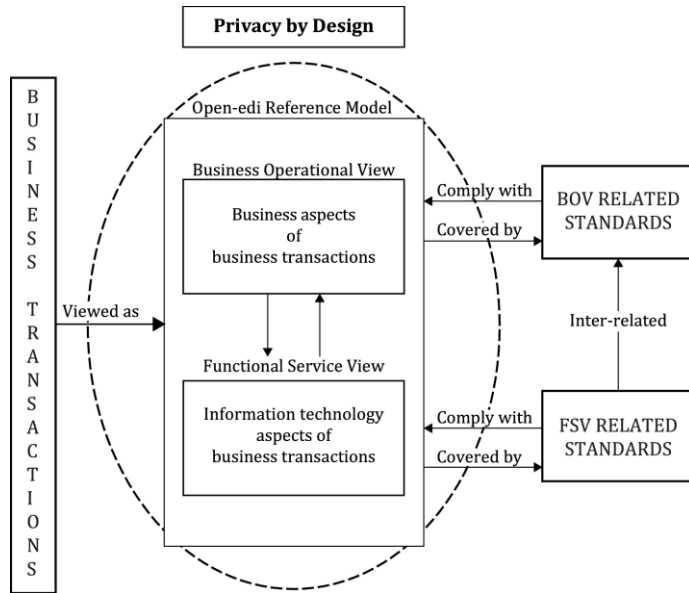 Privacy by Design
BUSINESS TRANSACTIONS
Open-edi Reference Model
Business Operational View
Business aspects
of
business transactions
Comply with
Covered by
BOV RELATED
STANDARDS
Viewed as
Inter-related
Functional Service View
Information technology
aspects of
business transactions
Comply with
Covered by
FSV RELATED
STANDARDS